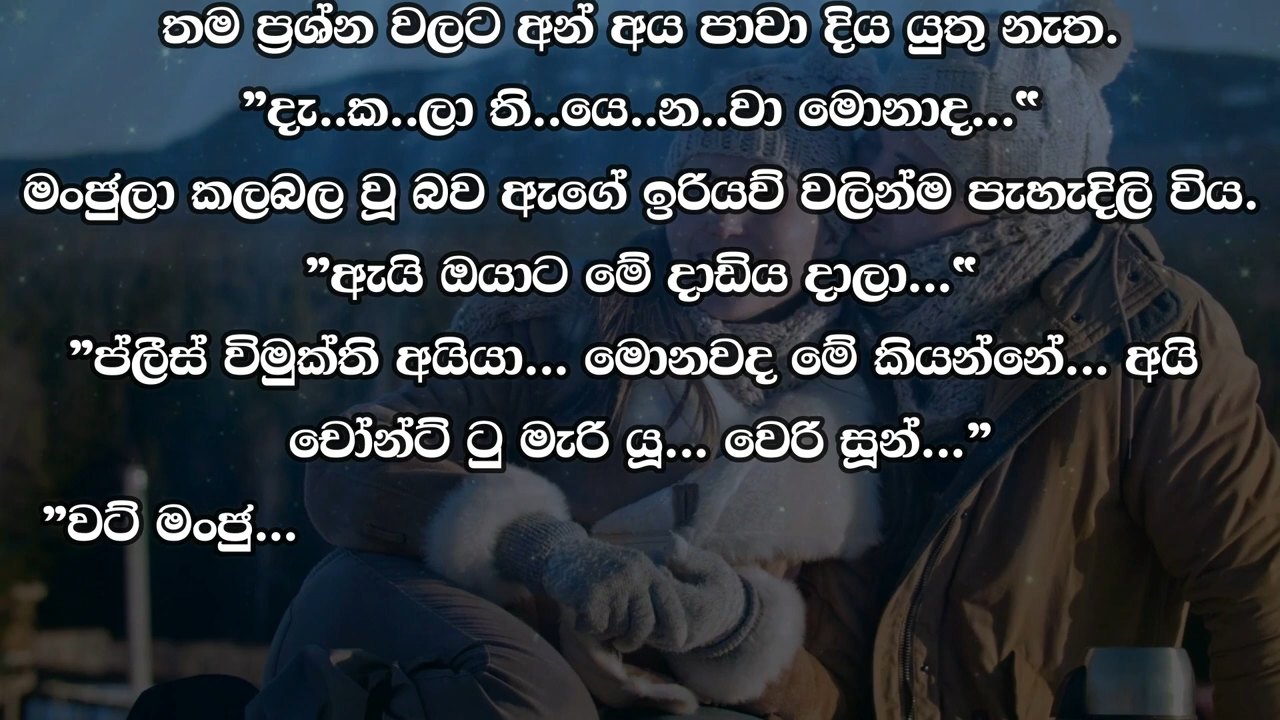 තම ප්‍රශ්න වලට අන් අය පාවා දිය යුතු නැත.
”දැ..ක..ලා ති..යෙ..න..වා මොනාද...“
මංජුලා කලබල වූ බව ඇගේ ඉරියව් වලින්ම පැහැදිලි විය.
”ඇයි ඔයාට මේ දාඩිය දාලා...“
”ප්ලීස් විමුක්ති අයියා... මොනවද මේ කියන්නේ... අයි
චෝන්ට් ටු මැරි යූ... වෙරි සූන්...”
”වට් මංජු...